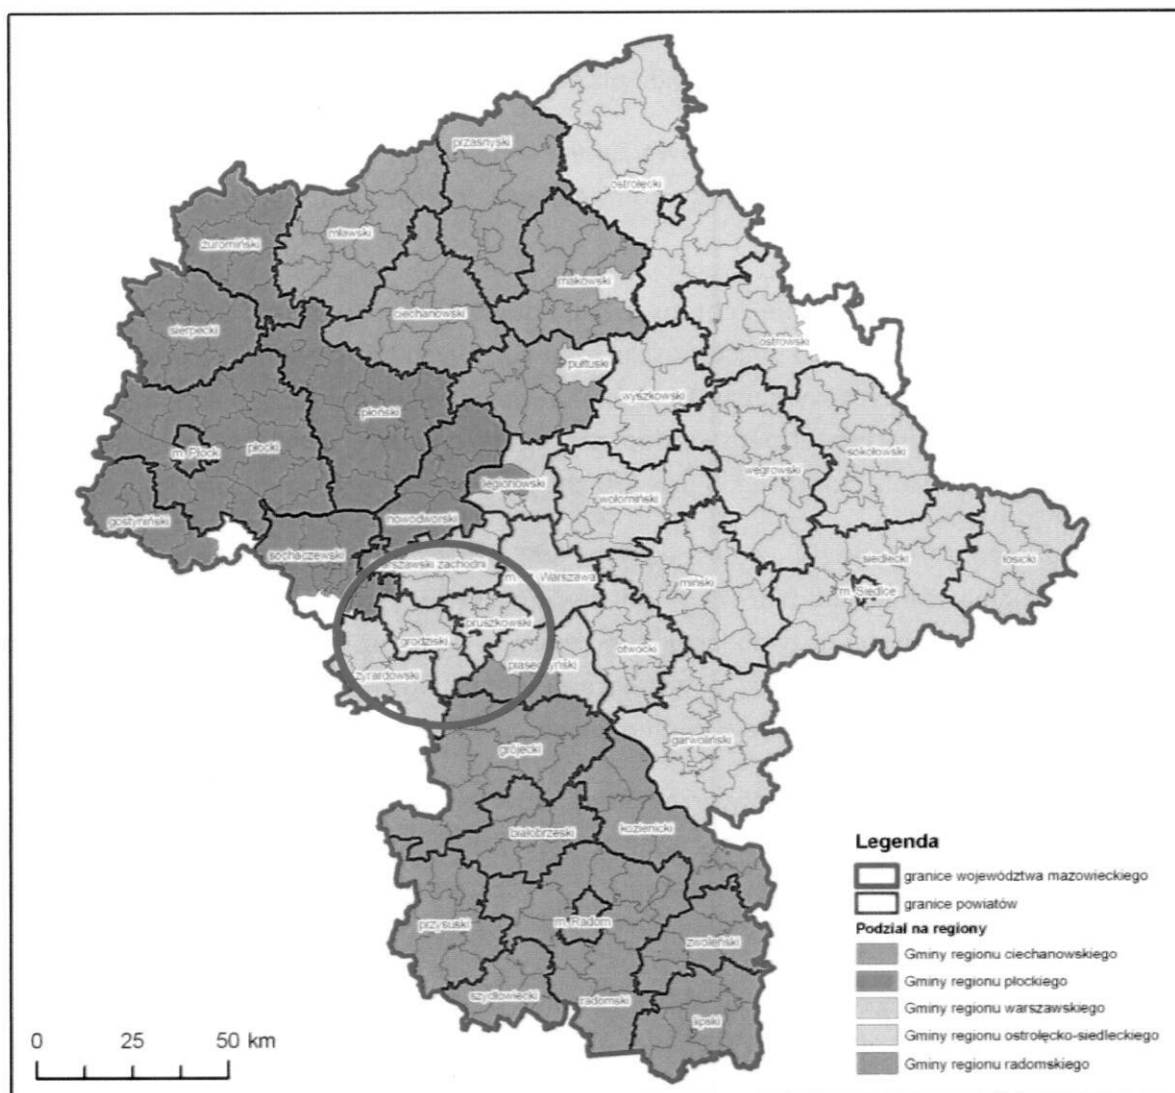 przasnyski
ostrołęcki
żuromiński
mławski
makowski
ciechanowski
sierpecki
ostrowski
pułtuski
wyszkowski
płoński
m. Płock
płocki
sokołowski
węgrowski
legionowski
wołomiński
gostyniński
nowodworski
sochaczewski
siedlecki
łosicki
arszawski zachodni
m. Warszawa
miński
m. Siedlce
pruszkowski
grodziski
otwocki
piaseczyński
żyrardowski
garwoliński
grójecki
białobrzeski
kozienicki
przysuski
m. Radom
zwoleński
szydłowiecki
radomski
lipski
Legenda
granice województwa mazowieckiego
granice powiatów
Podział na regiony
Gminy regionu ciechanowskiego
Gminy regionu płockiego
Gminy regionu warszawskiego
Gminy regionu ostrołęcko-siedleckiego
Gminy regionu radomskiego
0 25 50 km